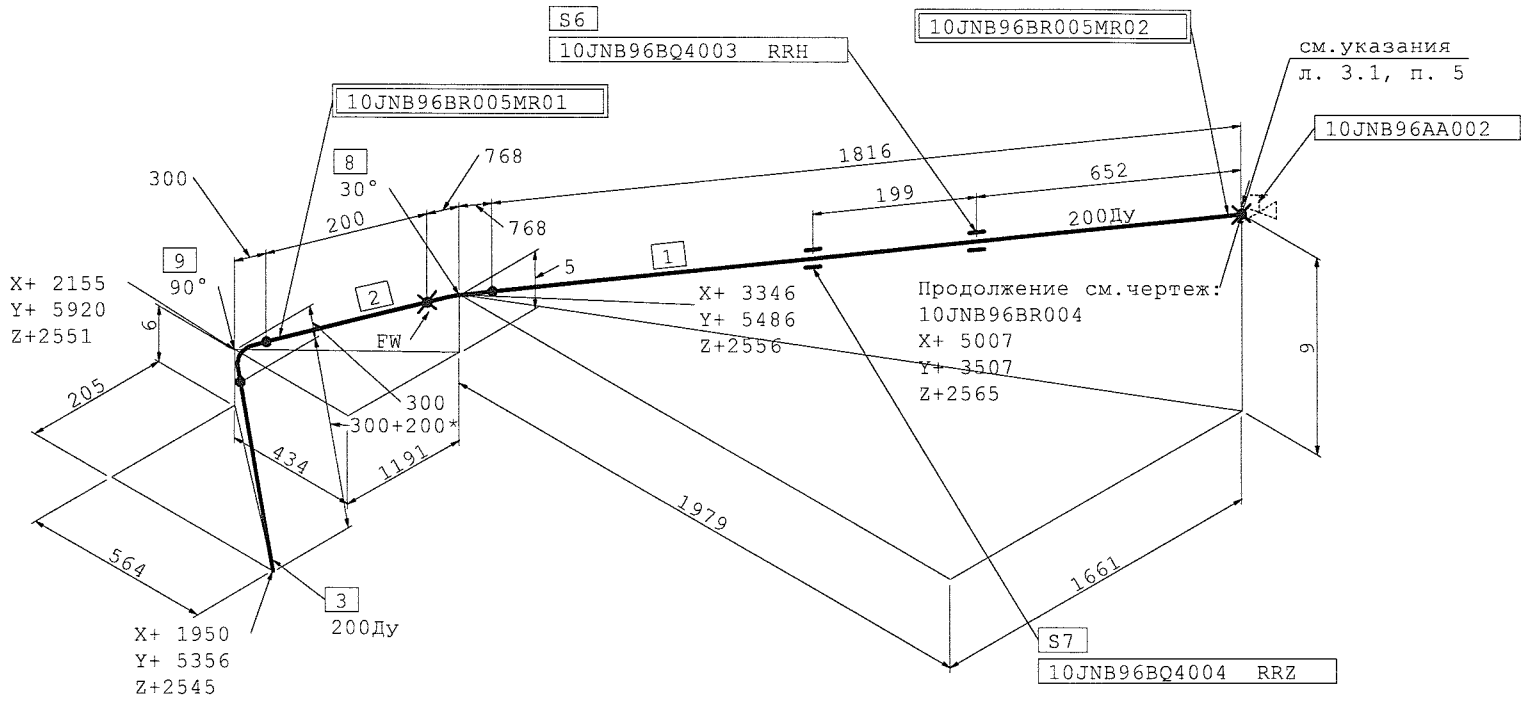 S6
10JNB96BQ4003 RRH
10JNB96BR005MR02
см.указания
л. 3.1, п. 5
10JNB96AA002
10JNB96BR005MR01
1816
8
30°
768
300
200
768
199
652
200Ду
9
90°
X+ 2155
Y+ 5920
Z+2551
6
2
1
5
FW
X+ 3346
Y+ 5486
Z+2556
Продолжение см.чертеж:
10JNB96BR004
X+ 5007
Y+ 3507
Z+2565
9
205
300
300+200*
434
1191
1979
1661
564
3
200Ду
X+ 1950
Y+ 5356
Z+2545
S7
10JNB96BQ4004 RRZ